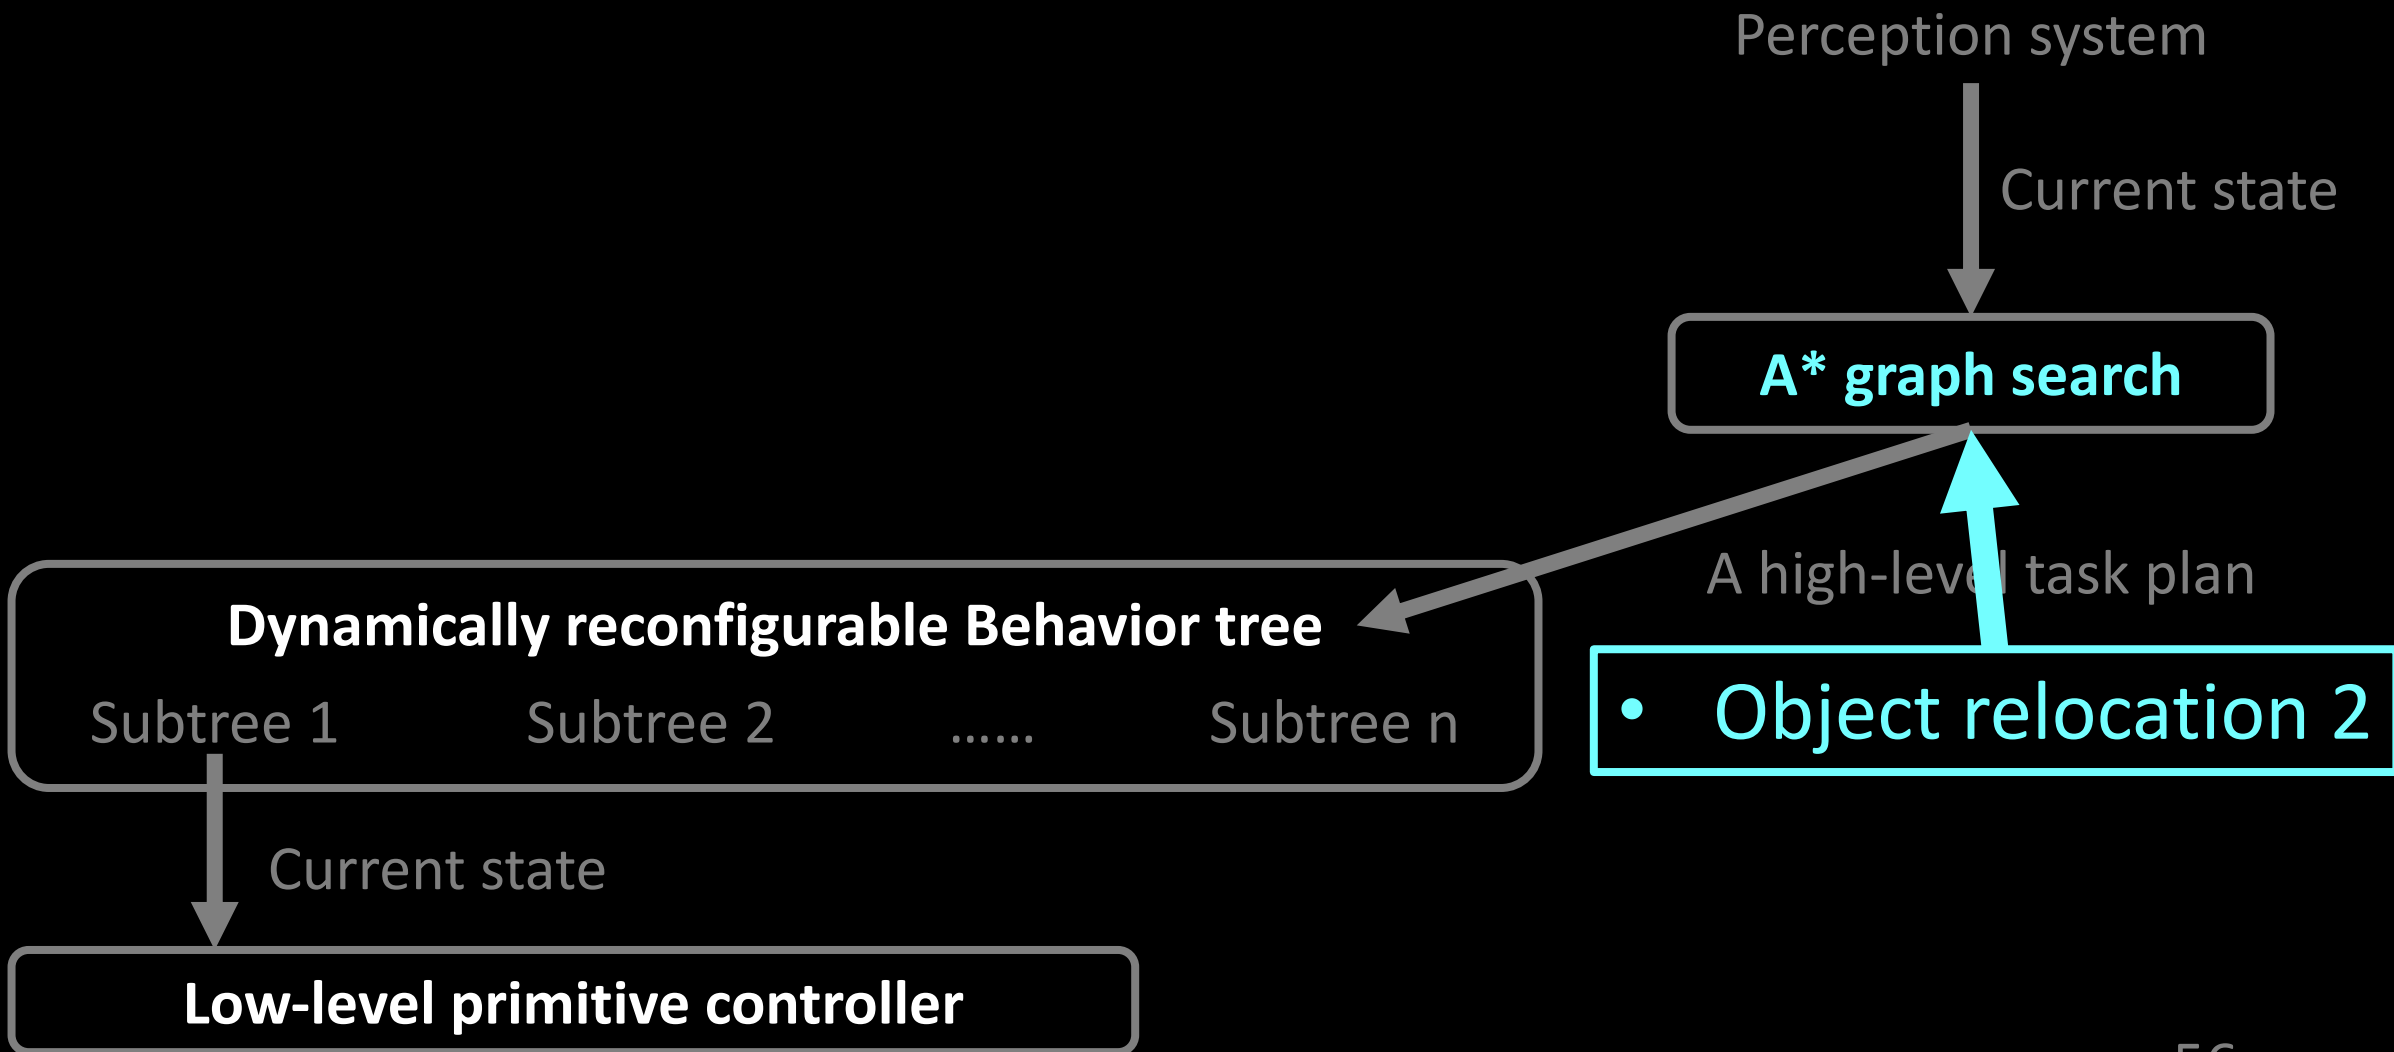 Perception system
Current state
A* graph search
A high-level task plan
Dynamically reconfigurable Behavior tree
Subtree 1 Subtree 2 ...... Subtree n
• Object relocation 2
Current state
Low-level primitive controller